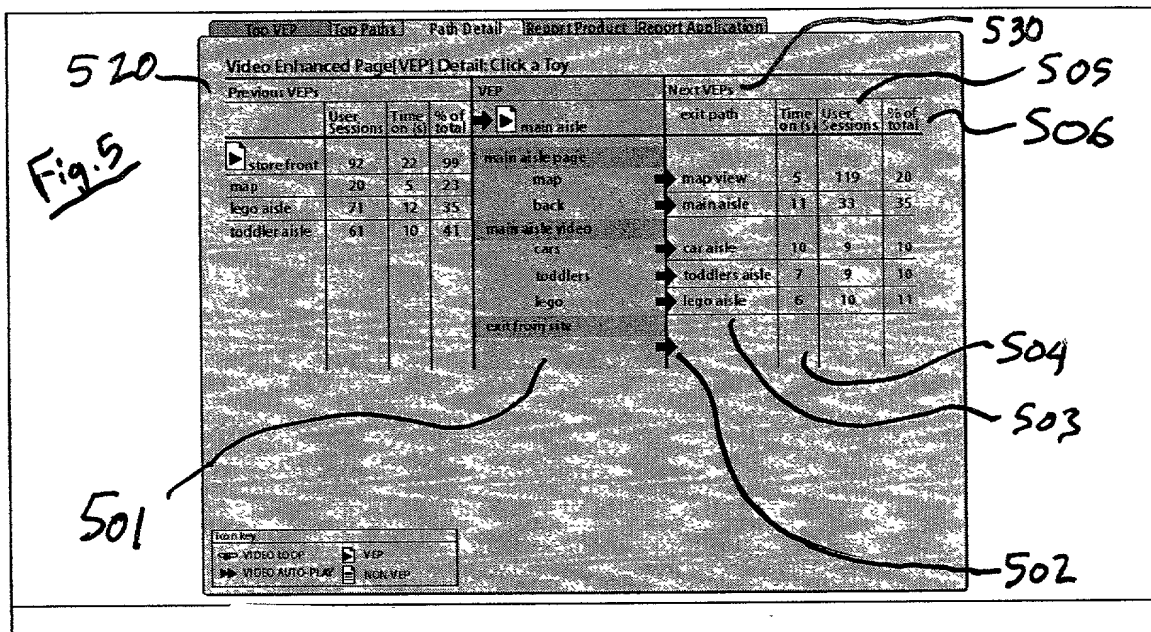 Top VEP Top Paths Path Detail Report Product Report Application
530
520
505
506
Fig.5
Video Enhanced Page[VEP] Detail: Click a Toy
Previous VEPs VEP Next VEPs
User Sessions Time on (s) % of total main aisle exit path Time on (s) User Sessions % of total
store front 92 22 99 main aisle page
map 20 5 23 map map view 5 119 20
lego aisle 71 12 35 back main aisle 11 33 35
toddler aisle 61 10 41 main aisle video
cars car aisle 10 9 10
toddlers toddlers aisle 7 9 10
lego lego aisle 6 10 11
exit from site
504
503
501
502
Icon key
VIDEO LOOP VEP
VIDEO AUTO-PLAY NON VEP